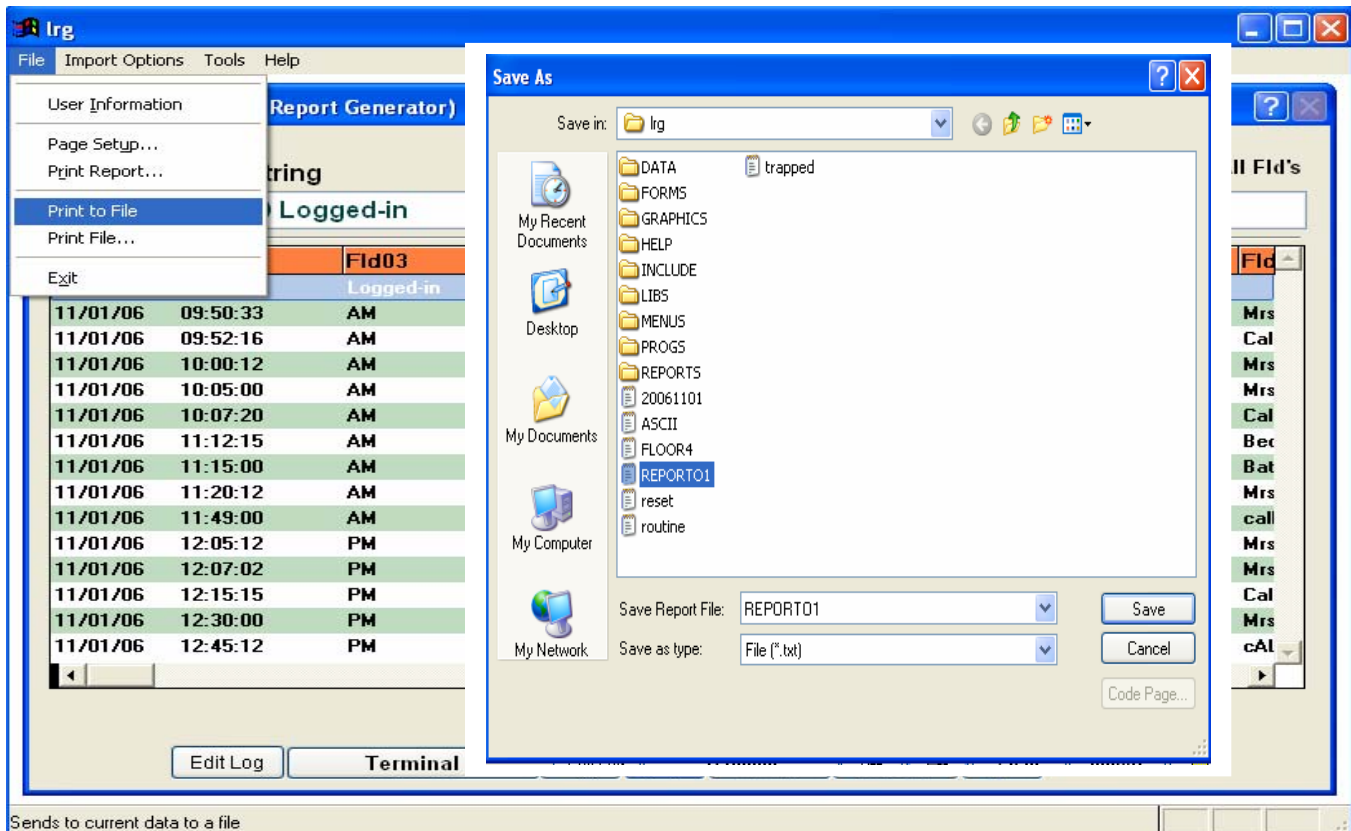 lrg
File Import Options Tools Help
User Information
Page Setup...
Print Report...
Print to File
Print File...
Exit
Report Generator)
tring
ll Fld's
Logged-in
Fld03
Fld
Logged-in
11/01/06 09:50:33 AM Mrs
11/01/06 09:52:16 AM Cal
11/01/06 10:00:12 AM Mrs
11/01/06 10:05:00 AM Mrs
11/01/06 10:07:20 AM Cal
11/01/06 11:12:15 AM Bec
11/01/06 11:15:00 AM Bat
11/01/06 11:20:12 AM Mrs
11/01/06 11:49:00 AM call
11/01/06 12:05:12 PM Mrs
11/01/06 12:07:02 PM Mrs
11/01/06 12:15:15 PM Cal
11/01/06 12:30:00 PM Mrs
11/01/06 12:45:12 PM cAL
Edit Log
Terminal
Save As
Save in: lrg
My Recent Documents
Desktop
My Documents
My Computer
My Network
DATA
FORMS
GRAPHICS
HELP
INCLUDE
LIBS
MENUS
PROGS
REPORTS
20061101
ASCII
FLOOR4
REPORTO1
reset
routine
trapped
Save Report File: REPORTO1
Save
Save as type: File (*.txt)
Cancel
Code Page...
Sends to current data to a file